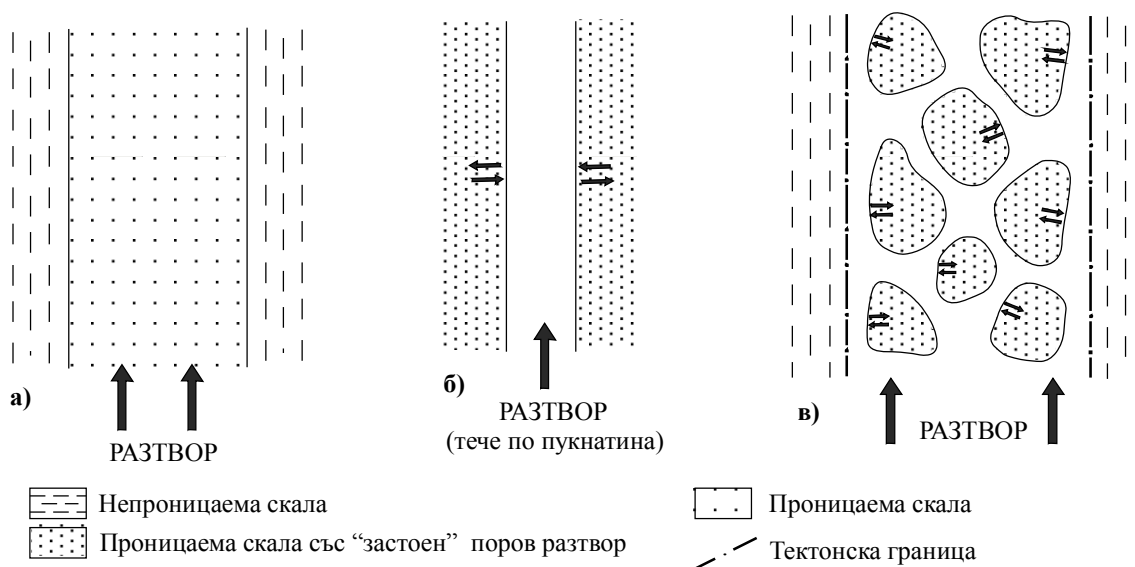 а)
РАЗТВОР
б)
РАЗТВОР
(тече по пукнатина)
в)
РАЗТВОР
Непроницаема скала
Проницаема скала със “застоен” поров разтвор
Проницаема скала
Тектонска граница